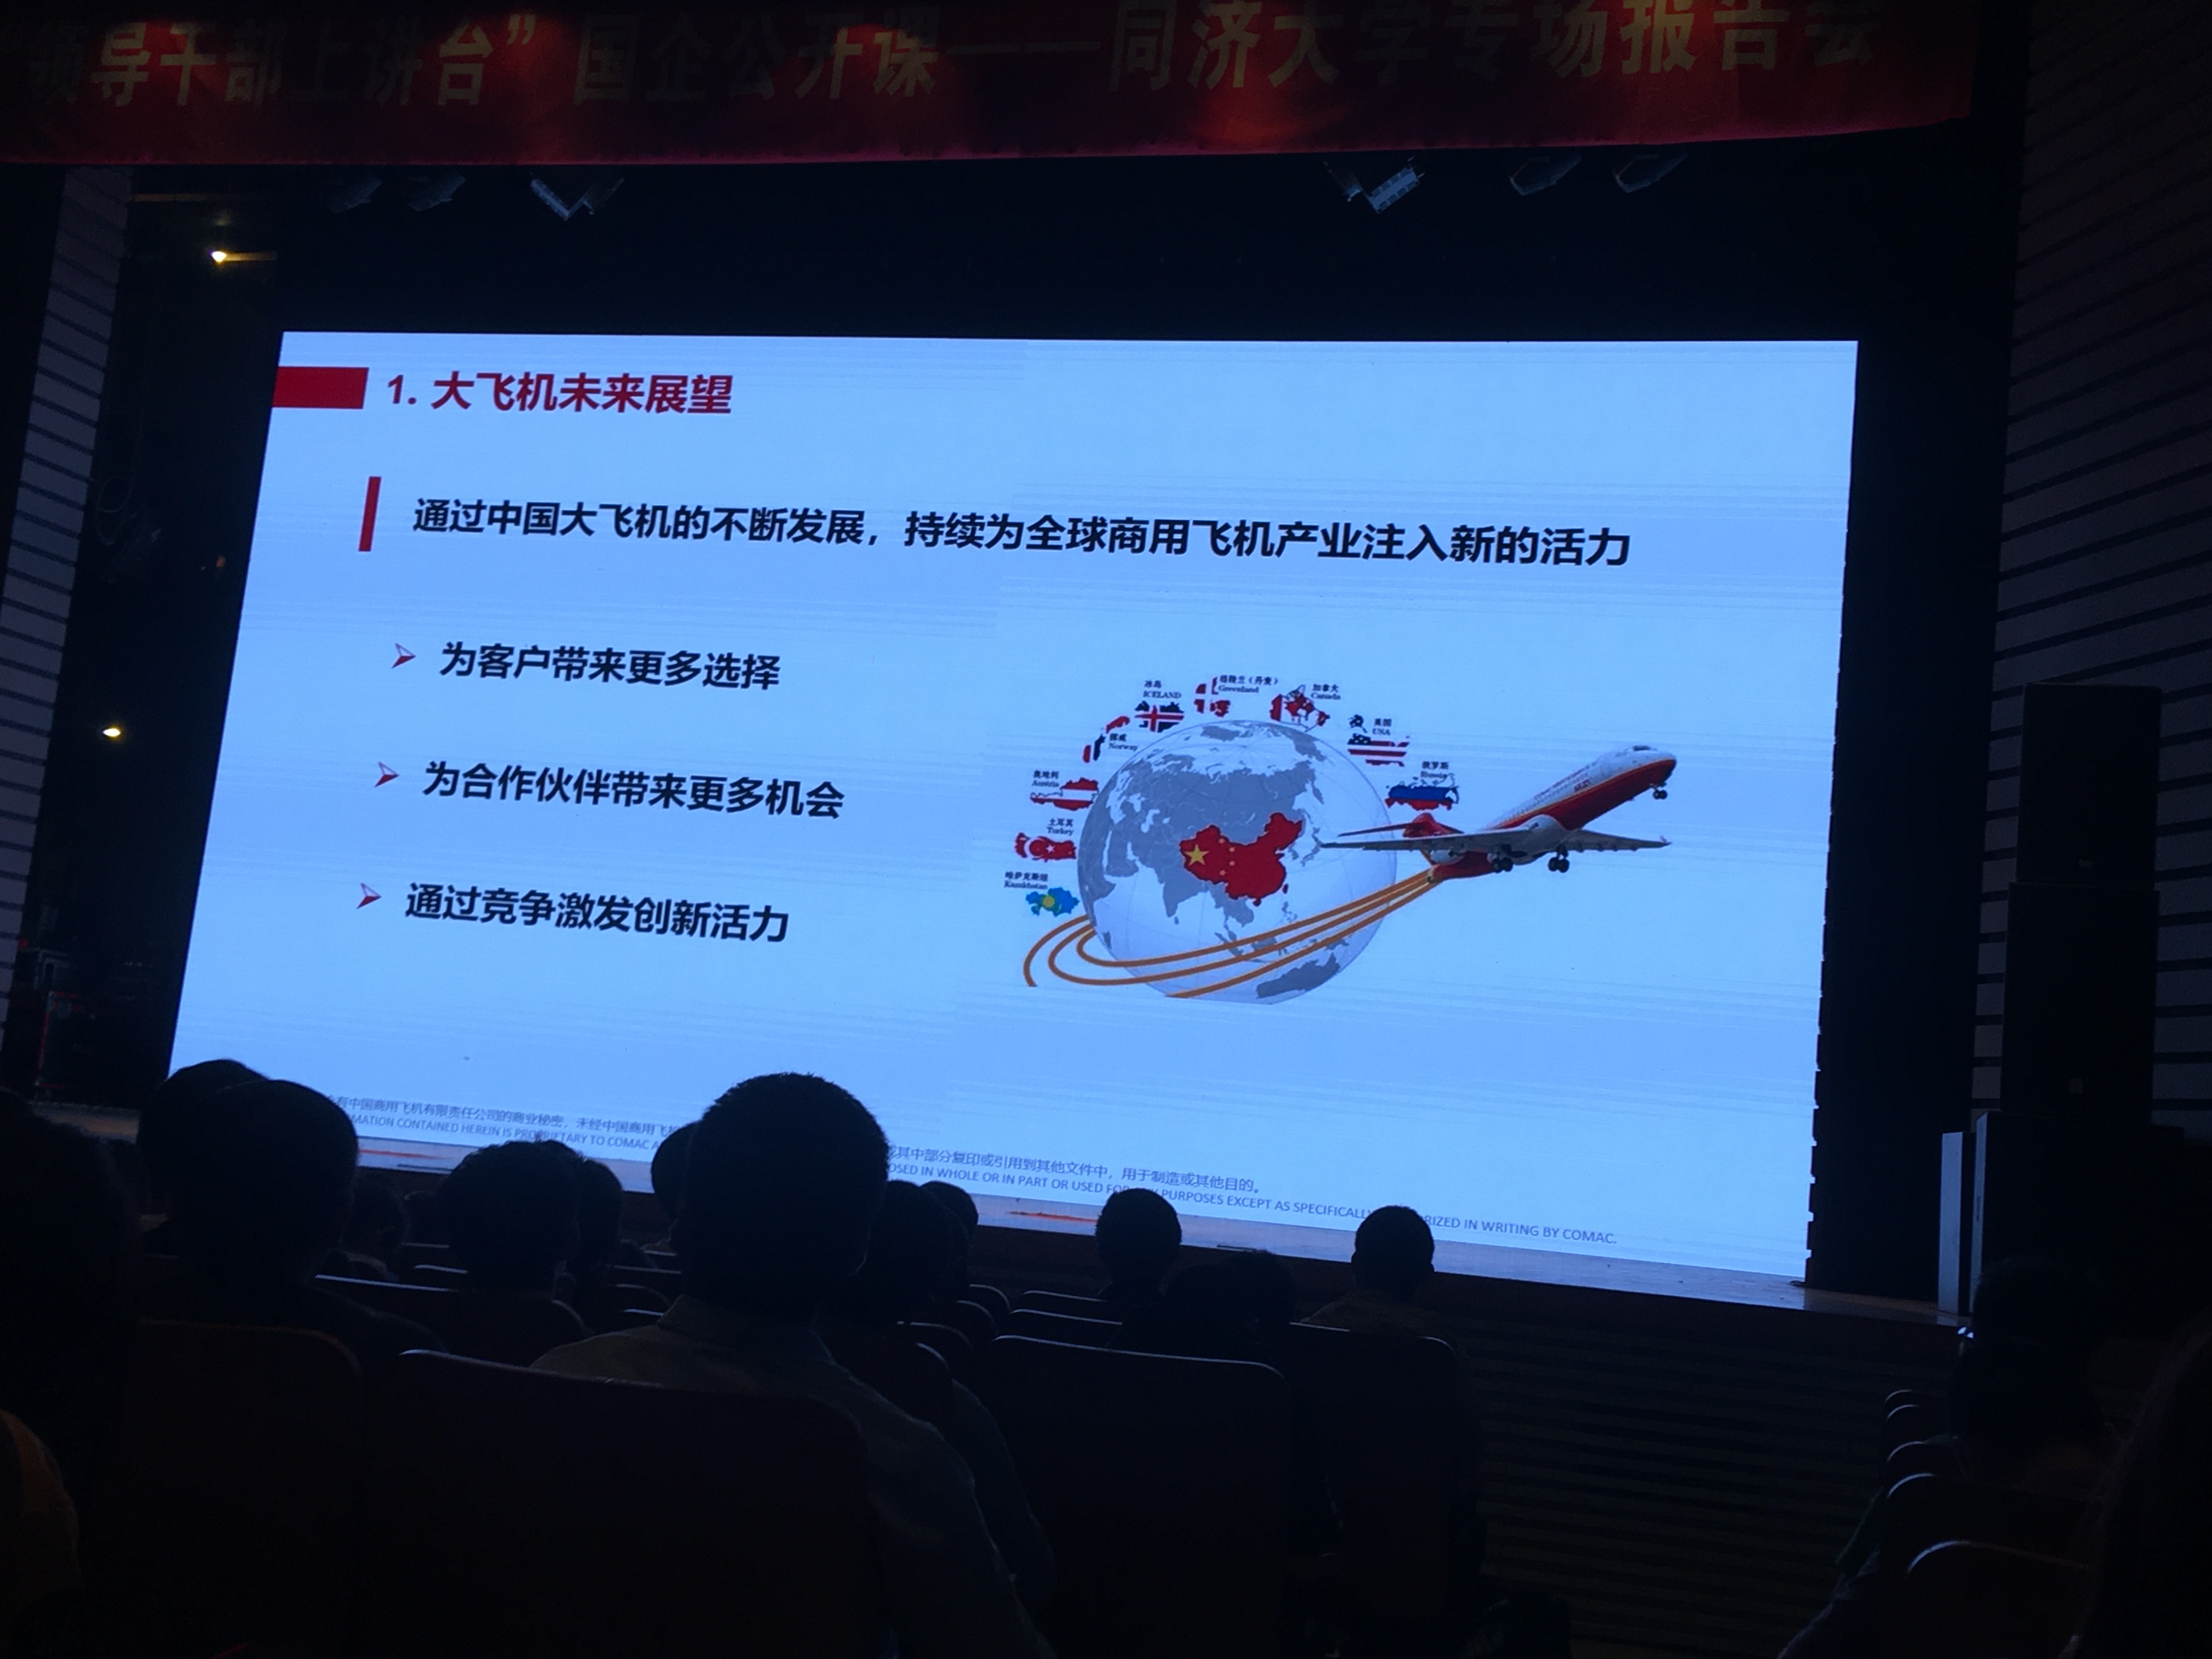 “领导干部上讲台”国企公开课——同济大学专场报告会
1. 大飞机未来展望
通过中国大飞机的不断发展，持续为全球商用飞机产业注入新的活力
为客户带来更多选择
为合作伙伴带来更多机会
通过竞争激发创新活力
冰岛
ICELAND
格陵兰（丹麦）
Greenland
加拿大
Canada
挪威
Norway
美国
USA
奥地利
Austria
俄罗斯
Russia
土耳其
Turkey
哈萨克斯坦
Kazakhstan
有中国商用飞机有限责任公司的商业秘密，未经中国商用飞
其中部分复印或引用到其他文件中，用于制造或其他目的。
MATION CONTAINED HEREIN IS PROPRIETARY TO COMAC
OSED IN WHOLE OR IN PART OR USED FOR PURPOSES EXCEPT AS SPECIFICALLY RIZED IN WRITING BY COMAC.